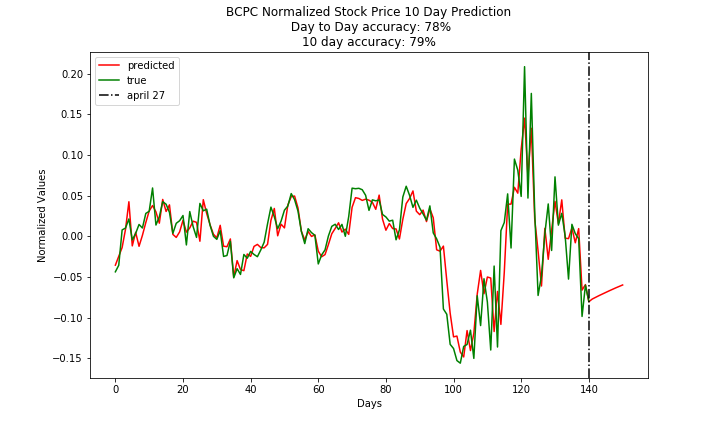 BCPC Normalized Stock Price 10 Day Prediction
Day to Day accuracy: 78%
10 day accuracy: 79%
predicted
true
april 27
Normalized Values
0.20
0.15
0.10
0.05
0.00
−0.05
−0.10
−0.15
0 20 40 60 80 100 120 140
Days